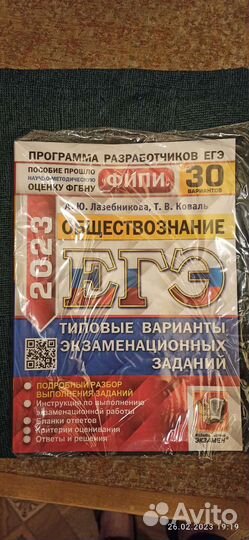 ПРОГРАММА РАЗРАБОТЧИКОВ ЕГЭ
ПОСОБИЕ ПРОШЛО
НАУЧНО-МЕТОДИЧЕСКУЮ
ОЦЕНКУ ФГБНУ
ФИПИ
30
ВАРИАНТОВ
А. Ю. Лазебникова, Т. В. Коваль
2023
ОБЩЕСТВОЗНАНИЕ
ЕГЭ
ТИПОВЫЕ ВАРИАНТЫ
ЭКЗАМЕНАЦИОННЫХ
ЗАДАНИЙ
ПОДРОБНЫЙ РАЗБОР
ВЫПОЛНЕНИЯ ЗАДАНИЙ
Инструкция по выполнению
экзаменационной работы
Бланки ответов
Критерии оценивания
Ответы и решения
ЭКЗАМЕН
Avito
26.02.2023 19:19